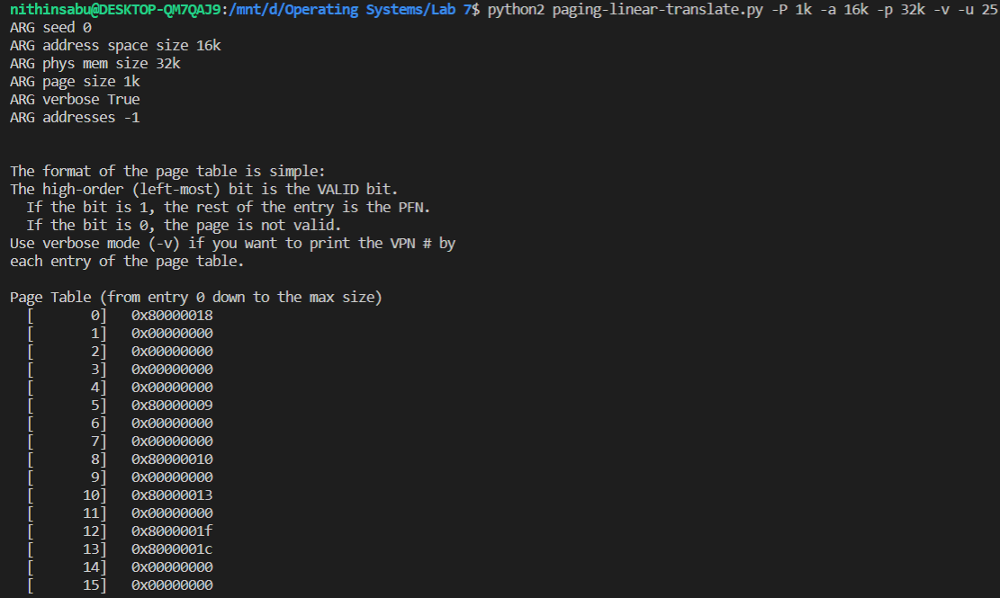 nithinsabu@DESKTOP-QM7QAJ9:/mnt/d/Operating Systems/Lab 7$ python2 paging-linear-translate.py -P 1k -a 16k -p 32k -v -u 25
ARG seed 0
ARG address space size 16k
ARG phys mem size 32k
ARG page size 1k
ARG verbose True
ARG addresses -1
The format of the page table is simple:
The high-order (left-most) bit is the VALID bit.
  If the bit is 1, the rest of the entry is the PFN.
  If the bit is 0, the page is not valid.
Use verbose mode (-v) if you want to print the VPN # by
each entry of the page table.
Page Table (from entry 0 down to the max size)
  [       0]   0x80000018
  [       1]   0x00000000
  [       2]   0x00000000
  [       3]   0x00000000
  [       4]   0x00000000
  [       5]   0x80000009
  [       6]   0x00000000
  [       7]   0x00000000
  [       8]   0x80000010
  [       9]   0x00000000
  [      10]   0x80000013
  [      11]   0x00000000
  [      12]   0x8000001f
  [      13]   0x8000001c
  [      14]   0x00000000
  [      15]   0x00000000